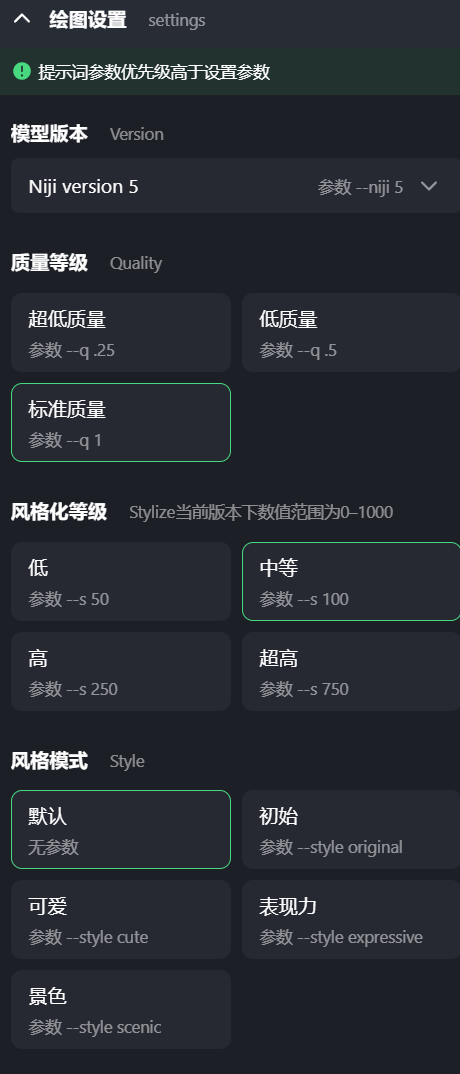 绘图设置 settings
提示词参数优先级高于设置参数
模型版本 Version
Niji version 5 参数 --niji 5
质量等级 Quality
超低质量 低质量
参数 --q .25 参数 --q .5
标准质量
参数 --q 1
风格化等级 Stylize当前版本下数值范围为0–1000
低 中等
参数 --s 50 参数 --s 100
高 超高
参数 --s 250 参数 --s 750
风格模式 Style
默认 初始
无参数 参数 --style original
可爱 表现力
参数 --style cute 参数 --style expressive
景色
参数 --style scenic